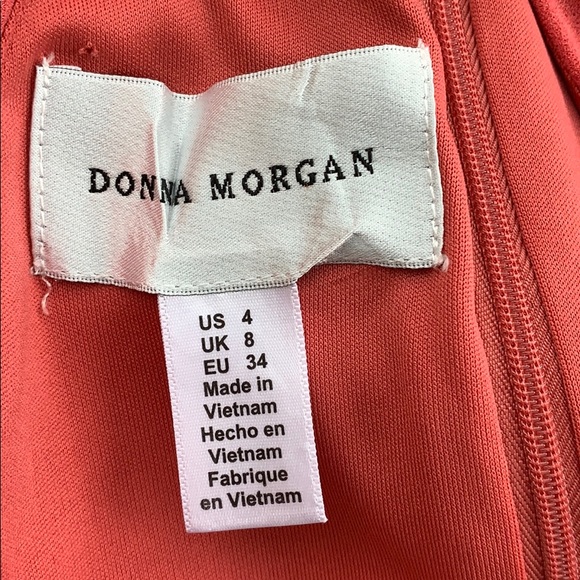 DONNA MORGAN
US 4
UK 8
EU 34
Made in
Vietnam
Hecho en
Vietnam
Fabrique
en Vietnam